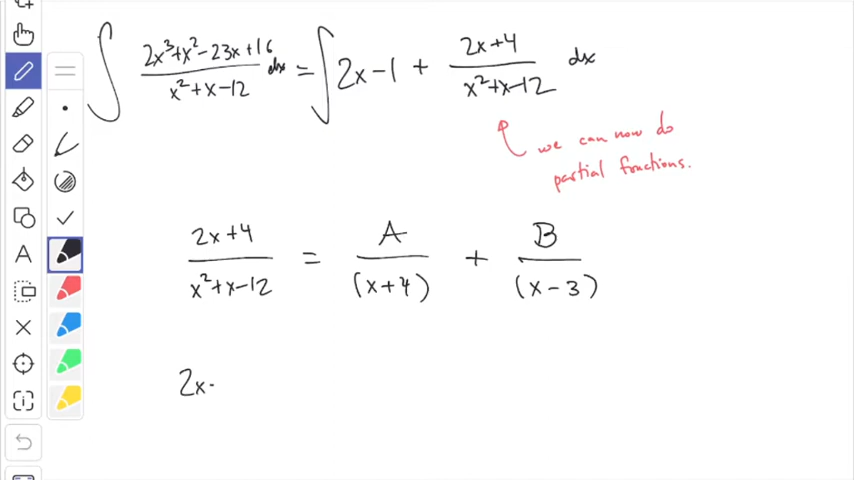 ∫ (2x³+x²-23x+16)/(x²+x-12) dx = ∫ 2x-1 + (2x+4)/(x²+x-12) dx
we can now do
partial functions.
(2x+4)/(x²+x-12) = A/(x+4) + B/(x-3)
2x-